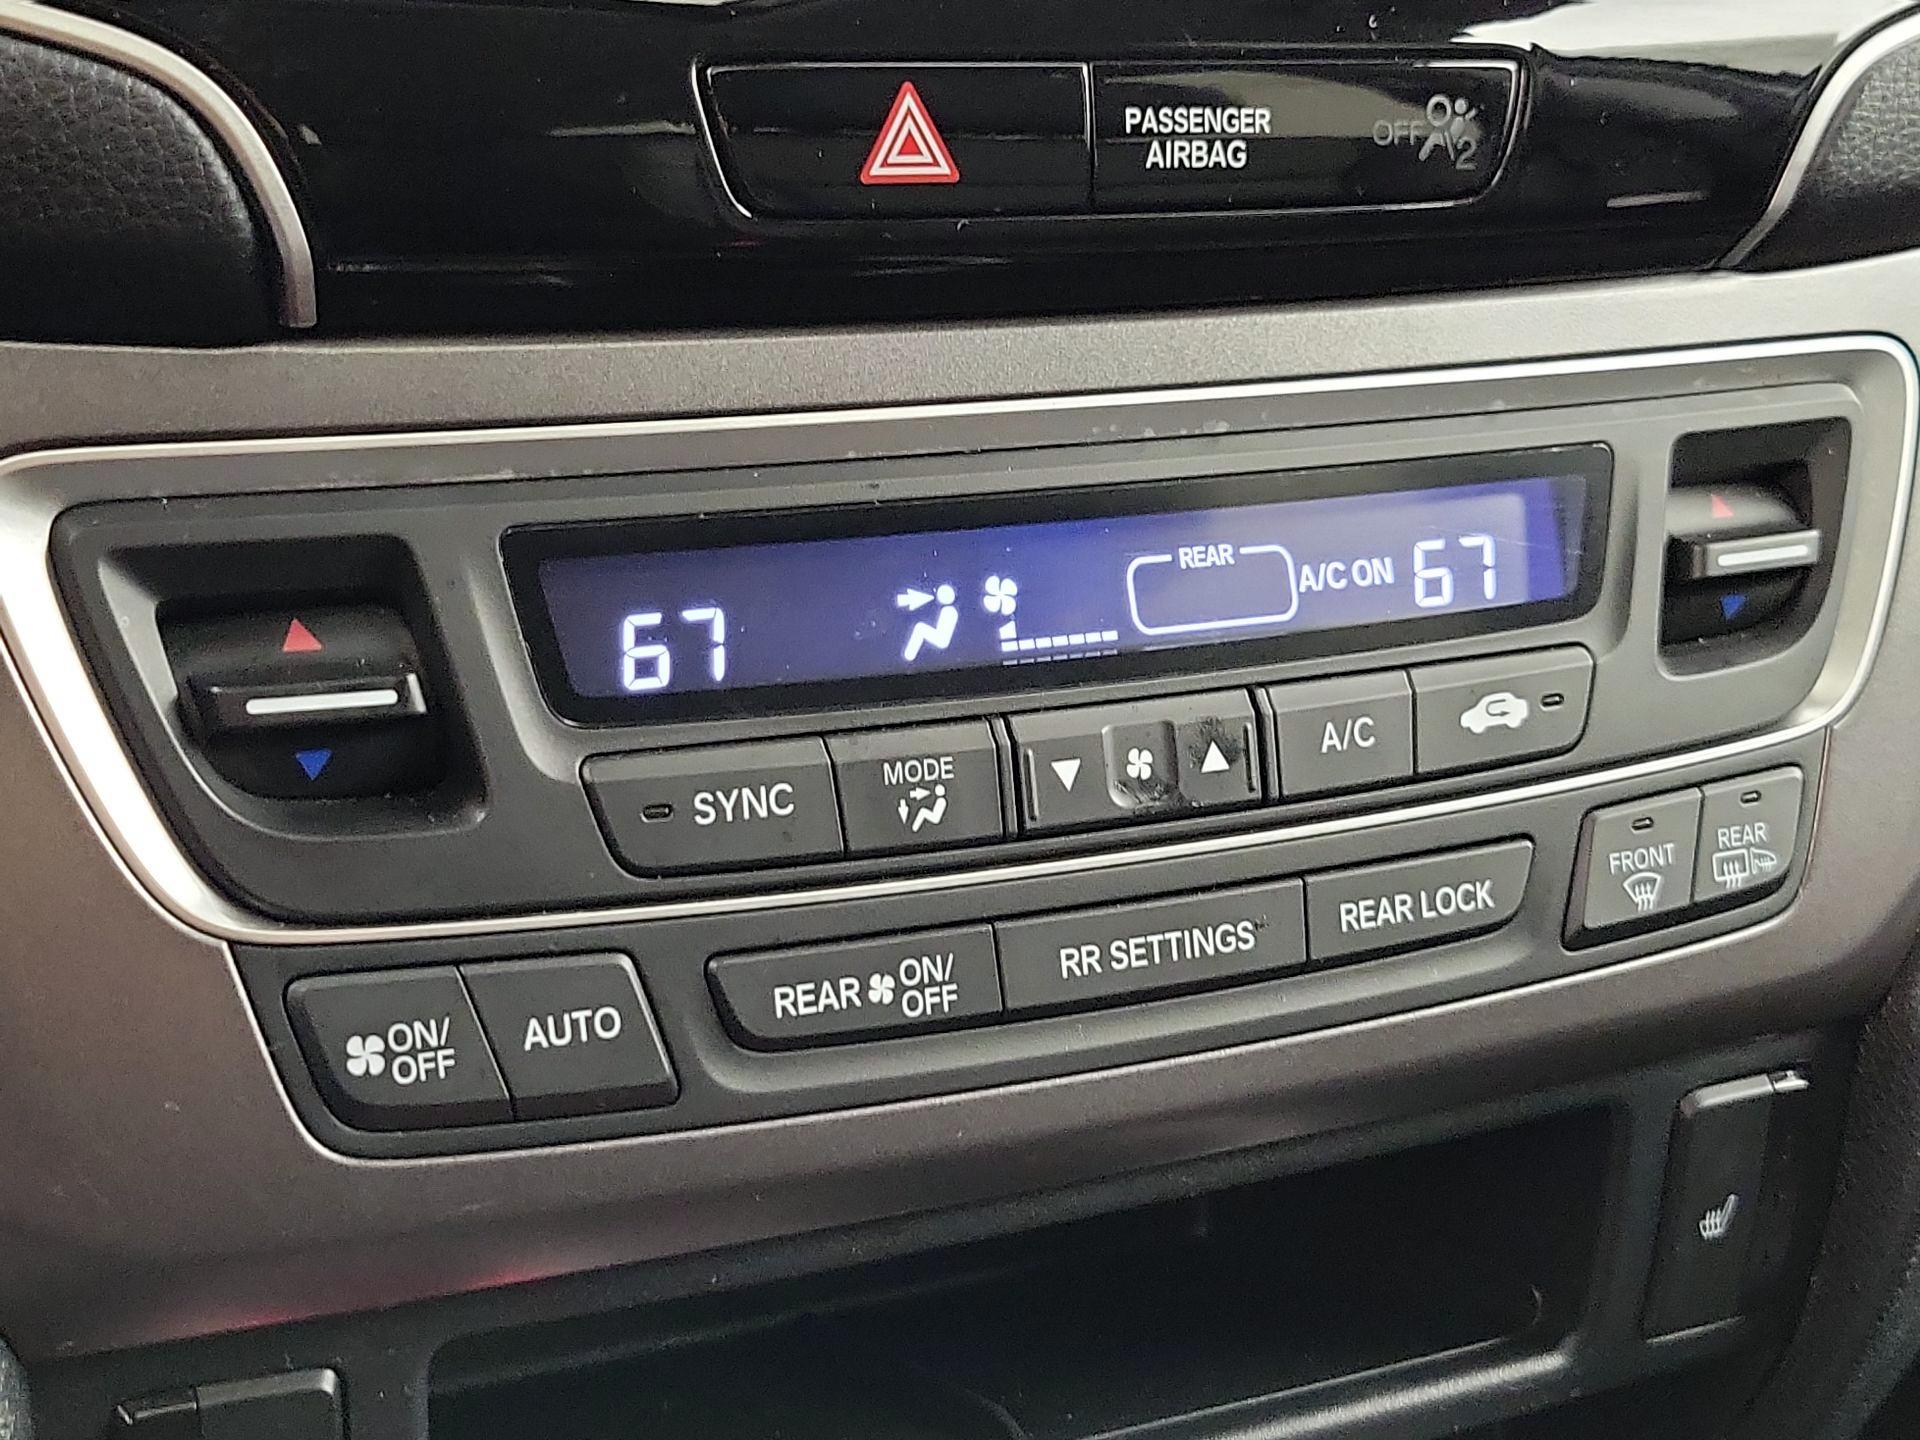 PASSENGER
AIRBAG
OFF
2
67
REAR
A/C ON
67
SYNC
MODE
A/C
FRONT
REAR
ON/
OFF
AUTO
REAR
ON/
OFF
RR SETTINGS
REAR LOCK